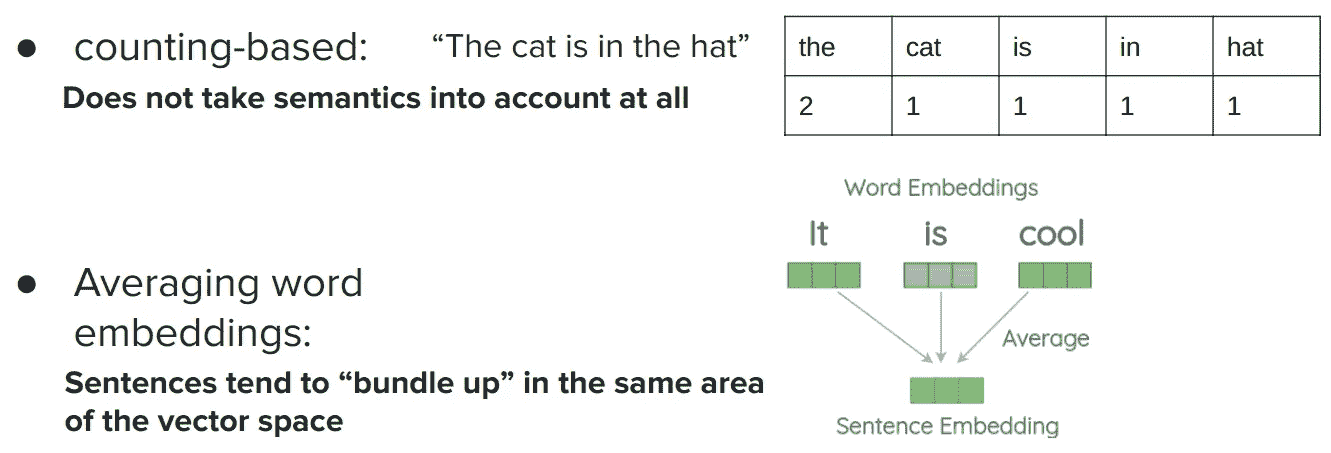 counting-based: “The cat is in the hat”
Does not take semantics into account at all
the cat is in hat
2 1 1 1 1
Averaging word
embeddings:
Sentences tend to “bundle up” in the same area
of the vector space
Word Embeddings
It is cool
Average
Sentence Embedding